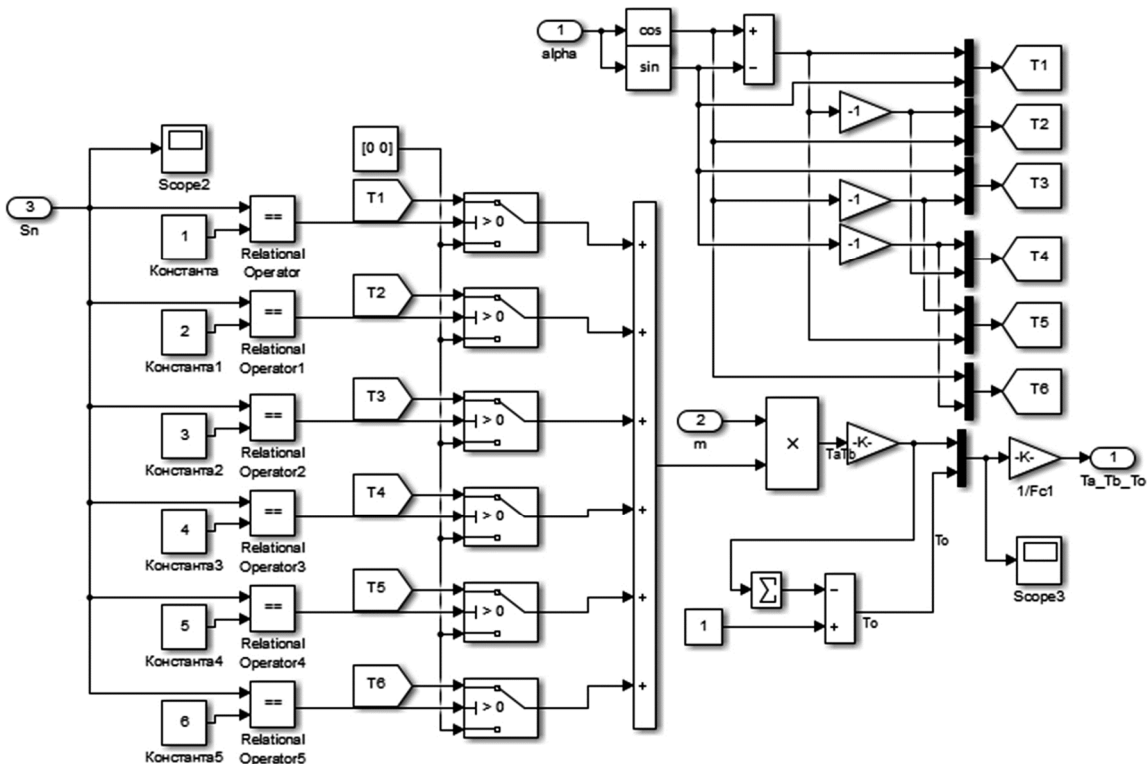 1
alpha
cos
sin
+
−
-1
-1
-1
T1
T2
T3
T4
T5
T6
3
Sn
Scope2
[0 0]
1
Константа
==
Relational
Operator
T1
> 0
+
2
Константа1
==
Relational
Operator1
T2
> 0
+
3
Константа2
==
Relational
Operator2
T3
> 0
+
4
Константа3
==
Relational
Operator3
T4
> 0
+
5
Константа4
==
Relational
Operator4
T5
> 0
+
6
Константа5
==
Relational
Operator5
T6
> 0
+
2
m
×
TaTb
-K-
-K-
1/Fc1
1
Ta_Tb_To
To
Scope3
Σ
−
+
To
1